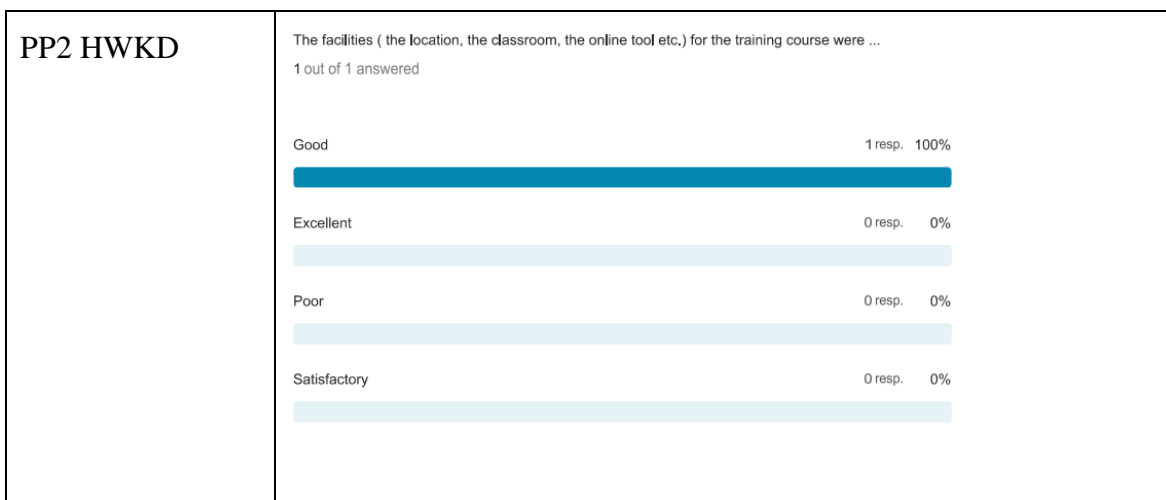 PP2 HWKD
The facilities ( the location, the classroom, the online tool etc.) for the training course were ...
1 out of 1 answered
Good 1 resp. 100%
Excellent 0 resp. 0%
Poor 0 resp. 0%
Satisfactory 0 resp. 0%